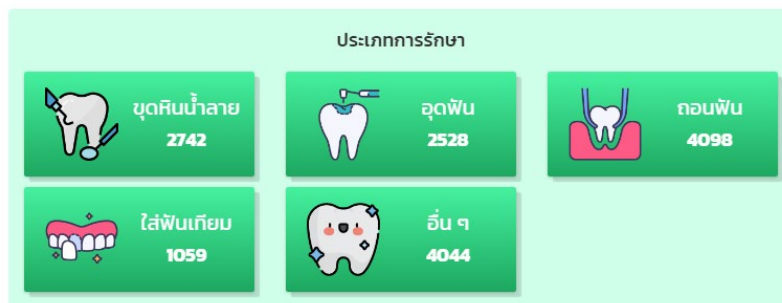 ประเภทการรักษา
ขูดหินน้ำลาย
2742
อุดฟัน
2528
ถอนฟัน
4098
ใส่ฟันเทียม
1059
อื่น ๆ
4044